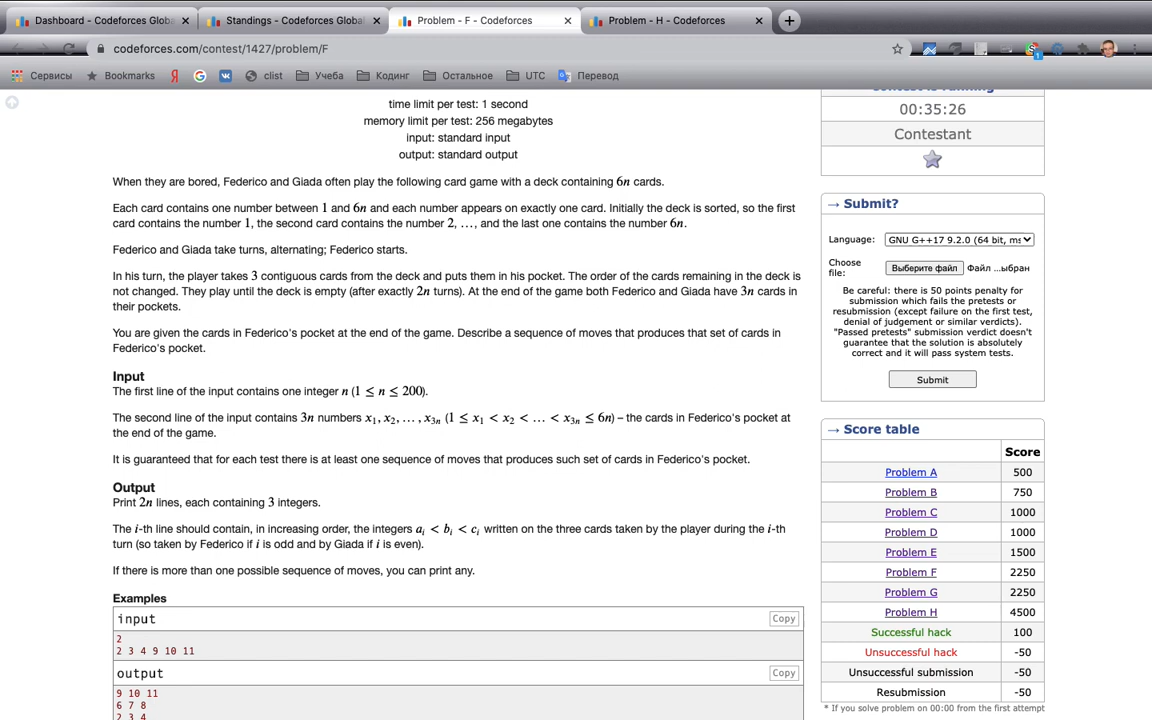 Dashboard - Codeforces Globa
Standings - Codeforces Globa
Problem - F - Codeforces
Problem - H - Codeforces
codeforces.com/contest/1427/problem/F
Сервисы
Bookmarks
clist
Учеба
Кодинг
Остальное
UTC
Перевод
time limit per test: 1 second
memory limit per test: 256 megabytes
input: standard input
output: standard output
When they are bored, Federico and Giada often play the following card game with a deck containing 6n cards.
Each card contains one number between 1 and 6n and each number appears on exactly one card. Initially the deck is sorted, so the first
card contains the number 1, the second card contains the number 2, …, and the last one contains the number 6n.
Federico and Giada take turns, alternating; Federico starts.
In his turn, the player takes 3 contiguous cards from the deck and puts them in his pocket. The order of the cards remaining in the deck is
not changed. They play until the deck is empty (after exactly 2n turns). At the end of the game both Federico and Giada have 3n cards in
their pockets.
You are given the cards in Federico's pocket at the end of the game. Describe a sequence of moves that produces that set of cards in
Federico's pocket.
Input
The first line of the input contains one integer n (1 ≤ n ≤ 200).
The second line of the input contains 3n numbers x1, x2, … , x3n (1 ≤ x1 < x2 < … < x3n ≤ 6n) – the cards in Federico's pocket at
the end of the game.
It is guaranteed that for each test there is at least one sequence of moves that produces such set of cards in Federico's pocket.
Output
Print 2n lines, each containing 3 integers.
The i-th line should contain, in increasing order, the integers ai < bi < ci written on the three cards taken by the player during the i-th
turn (so taken by Federico if i is odd and by Giada if i is even).
If there is more than one possible sequence of moves, you can print any.
Examples
input
Copy
2
2 3 4 9 10 11
output
Copy
9 10 11
6 7 8
2 3 4
Contest is running
00:35:26
Contestant
→ Submit?
Language:
GNU G++17 9.2.0 (64 bit, ms
Choose
file:
Выберите файл
Файл ...ыбран
Be careful: there is 50 points penalty for
submission which fails the pretests or
resubmission (except failure on the first test,
denial of judgement or similar verdicts).
"Passed pretests" submission verdict doesn't
guarantee that the solution is absolutely
correct and it will pass system tests.
Submit
→ Score table
Score
Problem A 500
Problem B 750
Problem C 1000
Problem D 1000
Problem E 1500
Problem F 2250
Problem G 2250
Problem H 4500
Successful hack 100
Unsuccessful hack -50
Unsuccessful submission -50
Resubmission -50
* If you solve problem on 00:00 from the first attempt